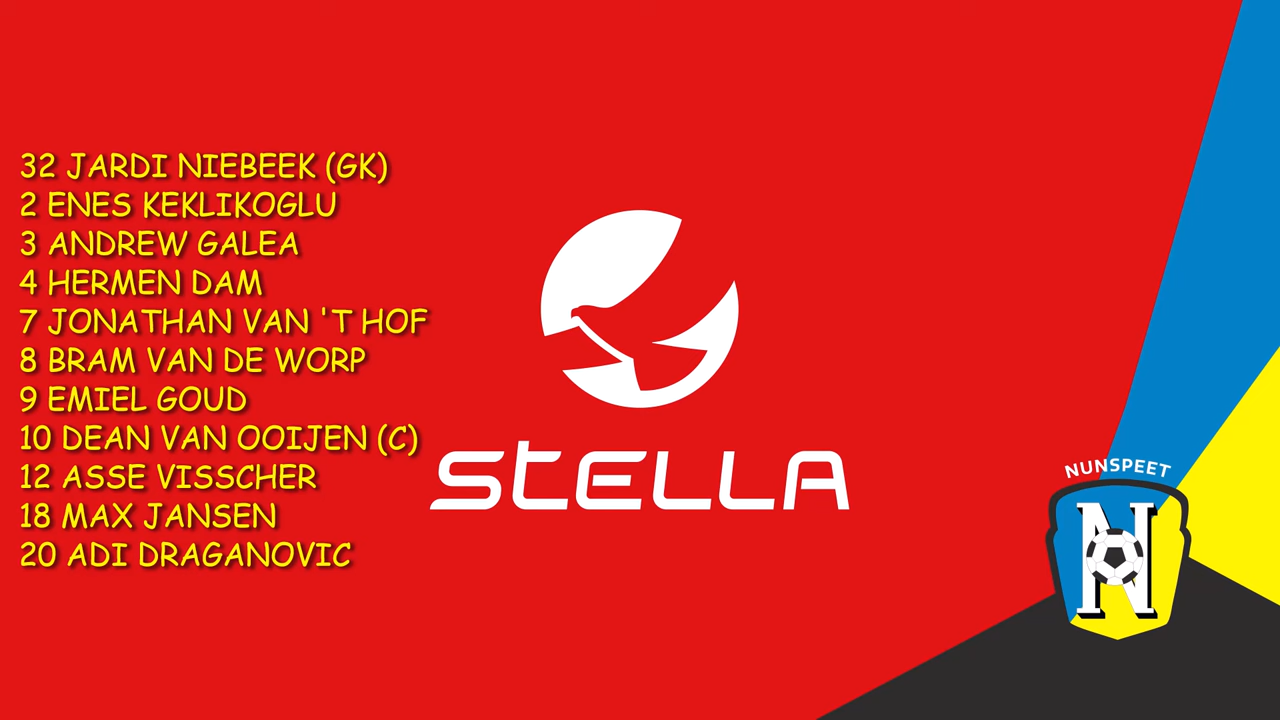 32 JARDI NIEBEEK (GK)
2 ENES KEKLIKOGLU
3 ANDREW GALEA
4 HERMEN DAM
7 JONATHAN VAN 'T HOF
8 BRAM VAN DE WORP
9 EMIEL GOUD
10 DEAN VAN OOIJEN (C)
12 ASSE VISSCHER
18 MAX JANSEN
20 ADI DRAGANOVIC
STELLA
NUNSPEET
N